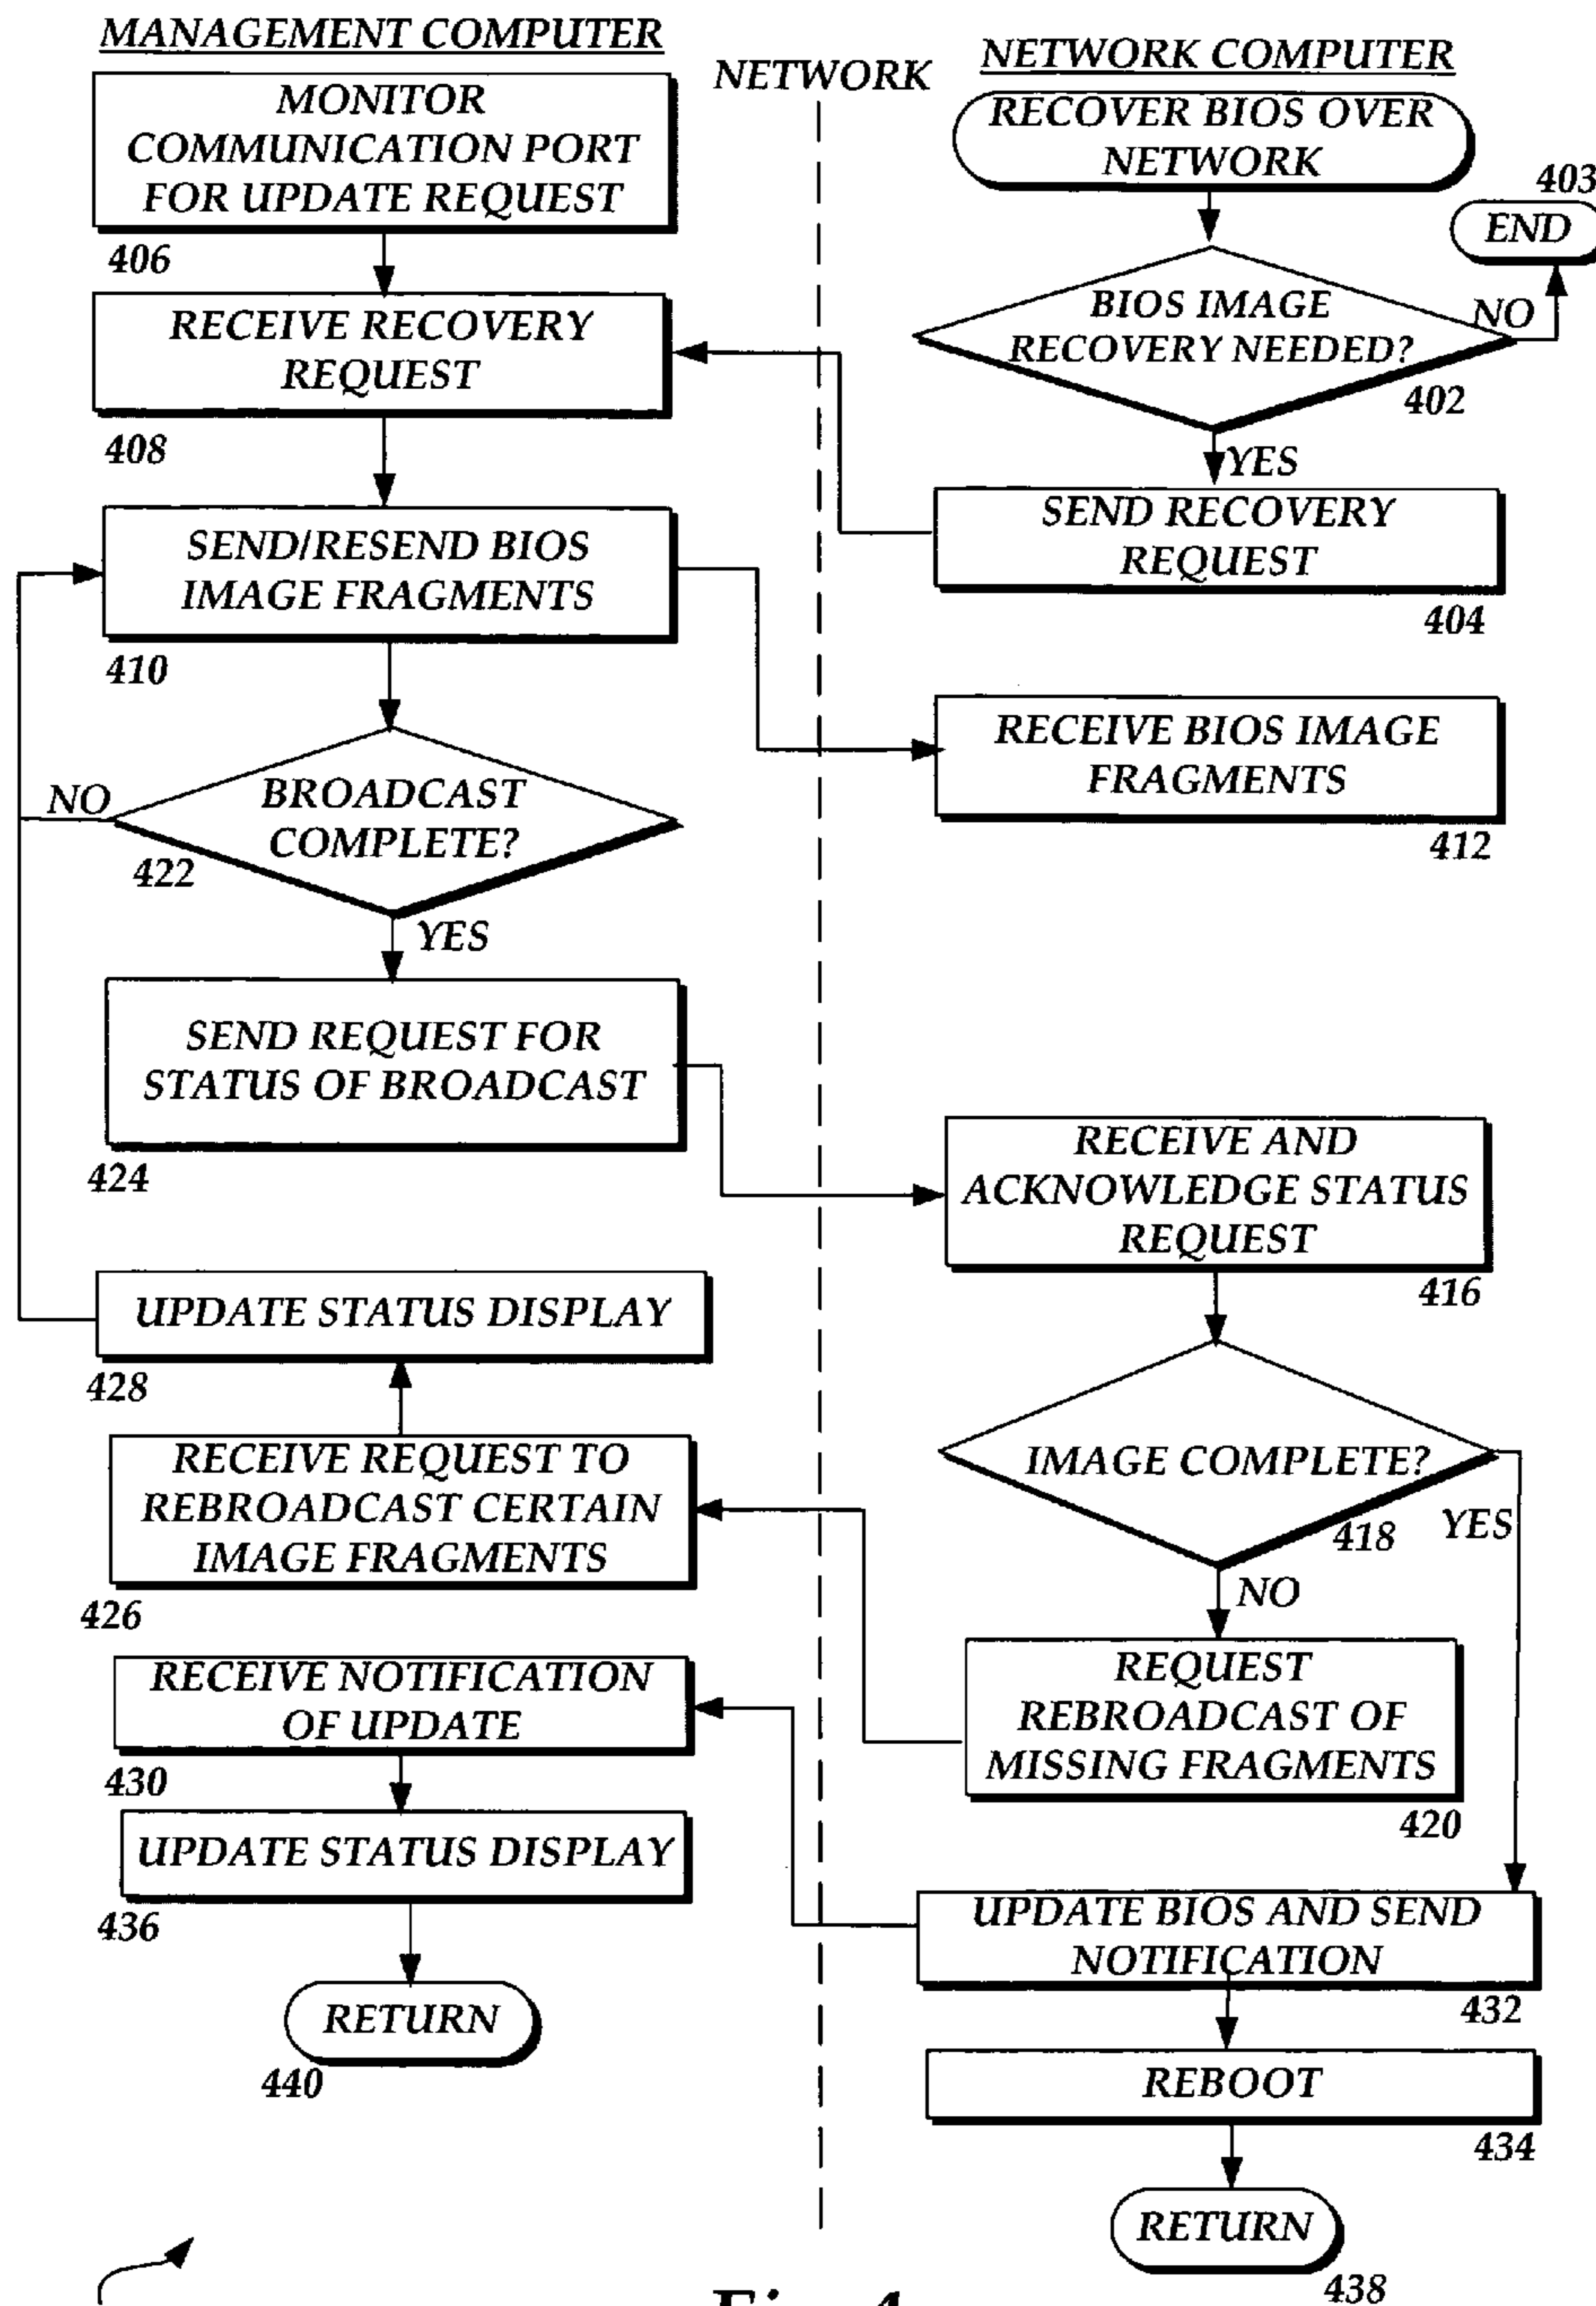 MANAGEMENT COMPUTER
NETWORK
NETWORK COMPUTER
MONITOR
COMMUNICATION PORT
FOR UPDATE REQUEST
406
RECOVER BIOS OVER
NETWORK
403
END
BIOS IMAGE
RECOVERY NEEDED?
NO
402
YES
RECEIVE RECOVERY
REQUEST
408
SEND RECOVERY
REQUEST
404
SEND/RESEND BIOS
IMAGE FRAGMENTS
410
RECEIVE BIOS IMAGE
FRAGMENTS
412
NO
BROADCAST
COMPLETE?
422
YES
SEND REQUEST FOR
STATUS OF BROADCAST
424
RECEIVE AND
ACKNOWLEDGE STATUS
REQUEST
416
UPDATE STATUS DISPLAY
428
IMAGE COMPLETE?
418
YES
NO
RECEIVE REQUEST TO
REBROADCAST CERTAIN
IMAGE FRAGMENTS
426
REQUEST
REBROADCAST OF
MISSING FRAGMENTS
420
RECEIVE NOTIFICATION
OF UPDATE
430
UPDATE STATUS DISPLAY
436
UPDATE BIOS AND SEND
NOTIFICATION
432
RETURN
440
REBOOT
434
RETURN
438